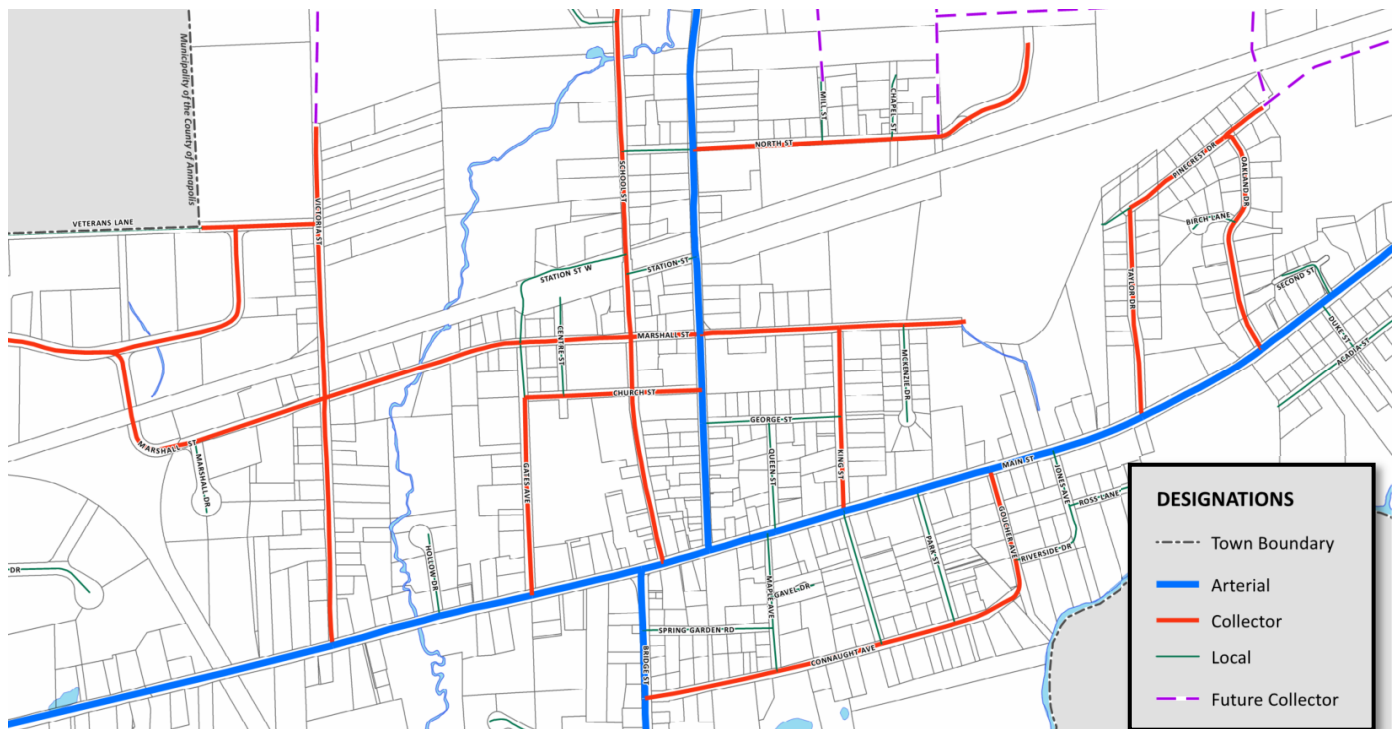 Municipality of the County of Annapolis
VETERANS LANE
VICTORIA ST
SCHOOL ST
NORTH ST
MILL ST
CHAPEL ST
PINECREST DR
OAKLAND DR
BIRCH LANE
TAYLOR DR
SECOND ST
DUKE ST
ACADIA ST
STATION ST W
STATION ST
CENTRE ST
MARSHALL ST
CHURCH ST
MCKENZIE DR
GEORGE ST
QUEEN ST
KING ST
MARSHALL ST
MARSHALL DR
GATES AVE
HOLLOW DR
MAIN ST
JONES AVE
ROSS LANE
GOUCHER AVE
RIVERSIDE DR
PARK ST
MAPLE AVE
GAVEL DR
SPRING GARDEN RD
BRIDGE ST
CONNAUGHT AVE
DR
DESIGNATIONS
Town Boundary
Arterial
Collector
Local
Future Collector